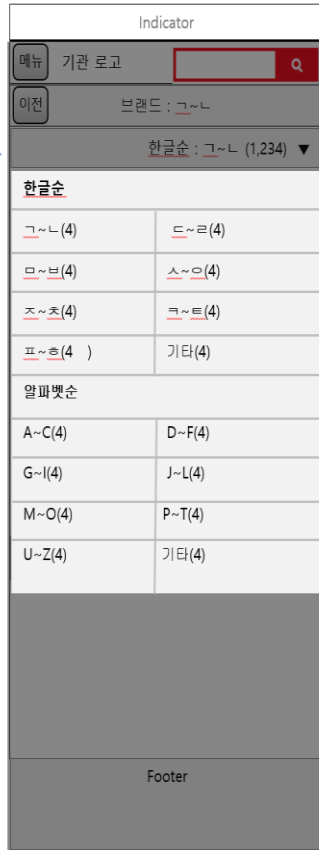 Indicator
메뉴 기관 로고
이전 브랜드 : ㄱ~ㄴ
한글순 : ㄱ~ㄴ (1,234) ▼
한글순
ㄱ~ㄴ(4) ㄷ~ㄹ(4)
ㅁ~ㅂ(4) ㅅ~ㅇ(4)
ㅈ~ㅊ(4) ㅋ~ㅌ(4)
ㅍ~ㅎ(4 ) 기타(4)
알파벳순
A~C(4) D~F(4)
G~I(4) J~L(4)
M~O(4) P~T(4)
U~Z(4) 기타(4)
Footer